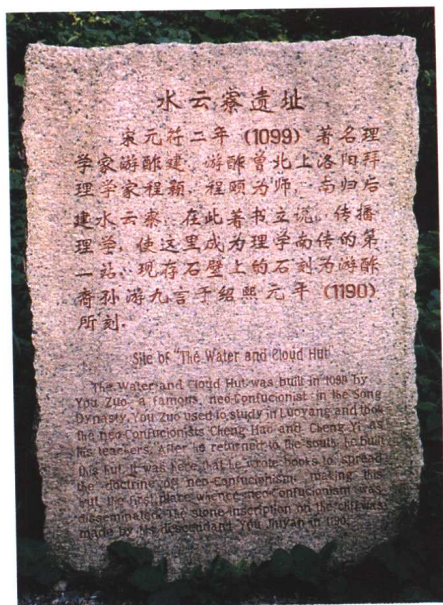 水云寮遗址
宋元符二年 (1099) 著名理
学家游酢建. 游酢曾北上洛阳拜
理学家程颢. 程颐为师, 南归后
建水云寮. 在此著书立说, 传播
理学, 使这里成为理学南传的第
一站. 现存石壁上的石刻为游酢
裔孙游九言于绍熙元年 (1190)
所刻.
Site of "The Water and Cloud Hut"
The Water and Cloud Hut was built in 1099 by
You Zuo, a famous neo-Confucionist in the Song
Dynasty. You Zuo used to study in Luoyang and took
the neo-Confucionists Cheng Hao and Cheng Yi as
his teachers. After he returned to the south, he built
this hut. It was here that he wrote books to spread
the doctrine of neo-Confucionism, making this
hut the first place whence neo-Confucionism was
disseminated. The stone inscription on the cliff was
made by his descendant You Jiuyan in 1190.